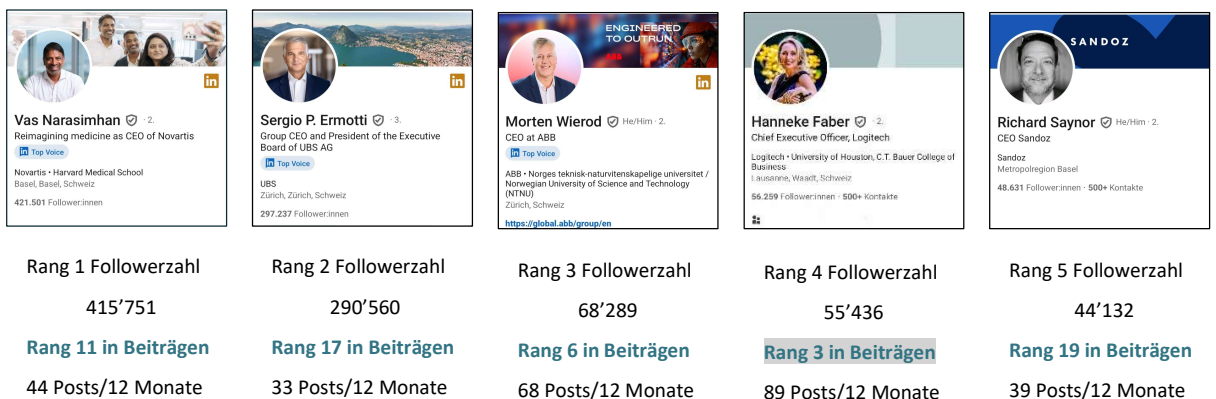 Vas Narasimhan · 2.
Reimagining medicine as CEO of Novartis
in Top Voice
Novartis • Harvard Medical School
Basel, Basel, Schweiz
421.501 Follower:innen
in
Rang 1 Followerzahl
415’751
Rang 11 in Beiträgen
44 Posts/12 Monate
Sergio P. Ermotti · 3.
Group CEO and President of the Executive
Board of UBS AG
in Top Voice
UBS
Zürich, Zürich, Schweiz
297.237 Follower:innen
in
Rang 2 Followerzahl
290’560
Rang 17 in Beiträgen
33 Posts/12 Monate
ENGINEERED
TO OUTRUN
ABB
in
Morten Wierod He/Him · 2.
CEO at ABB
in Top Voice
ABB • Norges teknisk-naturvitenskapelige universitet /
Norwegian University of Science and Technology
(NTNU)
Zürich, Schweiz
https://global.abb/group/en
Rang 3 Followerzahl
68’289
Rang 6 in Beiträgen
68 Posts/12 Monate
Hanneke Faber · 2.
Chief Executive Officer, Logitech
Logitech • University of Houston, C.T. Bauer College of
Business
Lausanne, Waadt, Schweiz
56.259 Follower:innen · 500+ Kontakte
Rang 4 Followerzahl
55’436
Rang 3 in Beiträgen
89 Posts/12 Monate
SANDOZ
Richard Saynor He/Him · 2.
CEO Sandoz
Sandoz
Metropolregion Basel
48.631 Follower:innen · 500+ Kontakte
Rang 5 Followerzahl
44’132
Rang 19 in Beiträgen
39 Posts/12 Monate